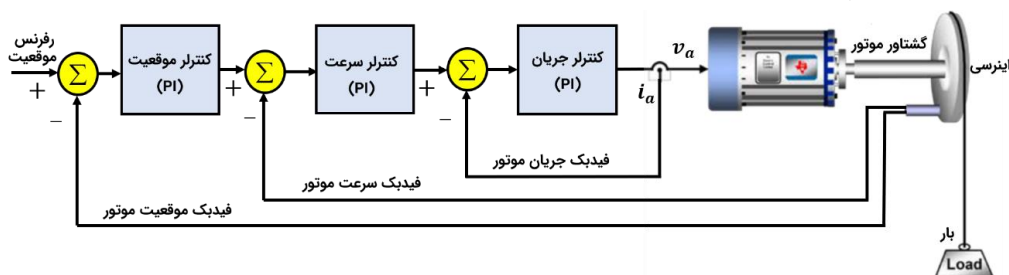 رفرنس
موقعیت
+
−
Σ
کنترلر موقعیت
(PI)
+
−
Σ
کنترلر سرعت
(PI)
+
−
Σ
کنترلر جریان
(PI)
v_a
i_a
گشتاور موتور
اینرسی
فیدبک جریان موتور
فیدبک سرعت موتور
فیدبک موقعیت موتور
بار
Load